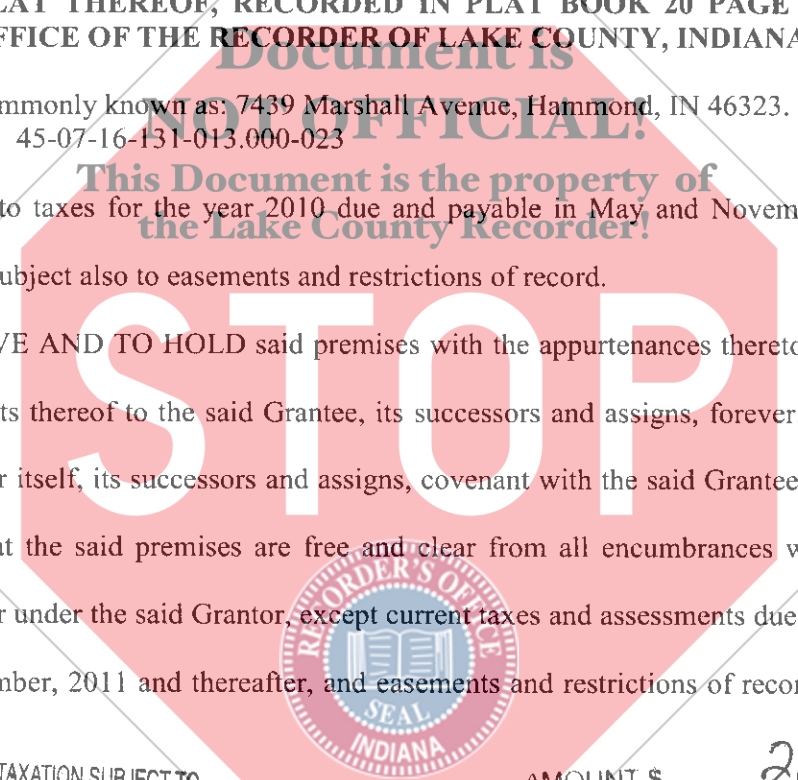 PLAT THEREOF, RECORDED IN PLAT BOOK 20 PAGE
OFFICE OF THE RECORDER OF LAKE COUNTY, INDIANA
Document is
mmonly known as: 7439 Marshall Avenue, Hammond, IN 46323.
NOT OFFICIAL!
45-07-16-131-013.000-023
This Document is the property of
to taxes for the year 2010 due and payable in May and Novem
the Lake County Recorder!
ubject also to easements and restrictions of record.
STOP
VE AND TO HOLD said premises with the appurtenances thereto
ts thereof to the said Grantee, its successors and assigns, forever
r itself, its successors and assigns, covenant with the said Grantee
at the said premises are free and clear from all encumbrances w
r under the said Grantor, except current taxes and assessments due
mber, 2011 and thereafter, and easements and restrictions of recor
RECORDER'S OFFICE
SEAL
INDIANA
TAXATION SUBJECT TO
AMOUNT $ 2